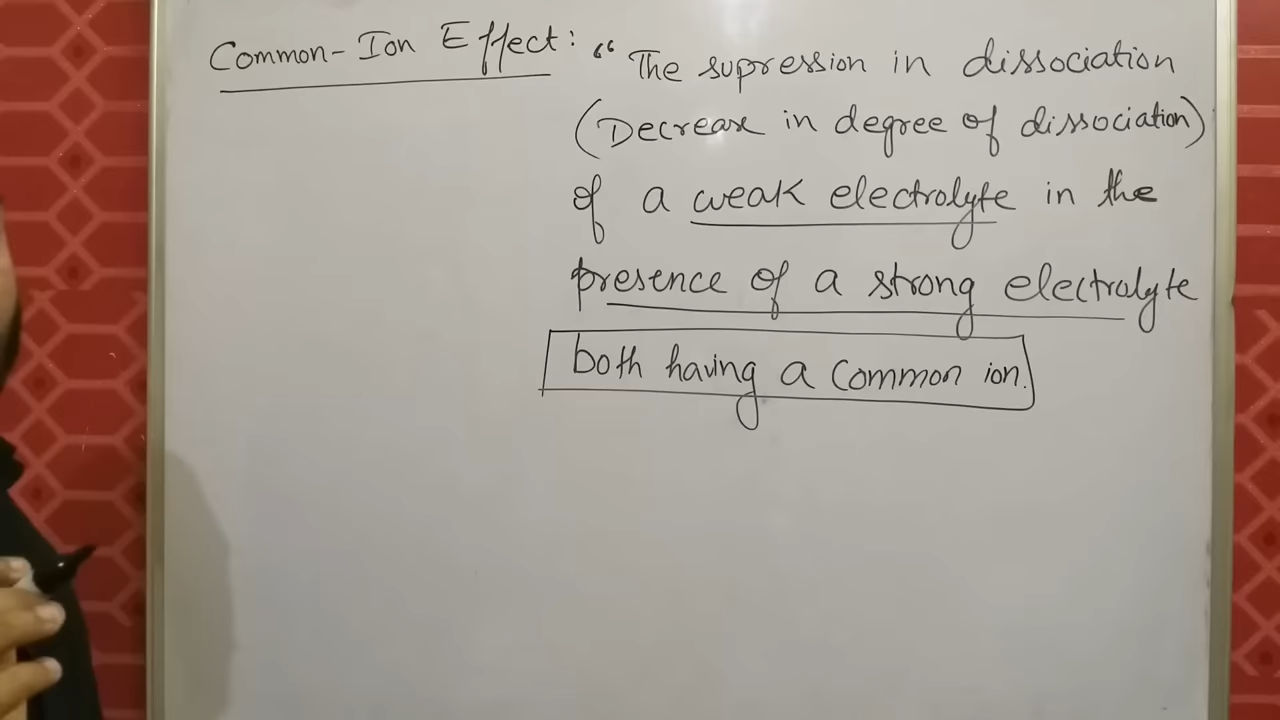 Common-Ion Effect: “The supression in dissociation
(Decrease in degree of dissociation)
of a weak electrolyte in the
presence of a strong electrolyte
both having a common ion.